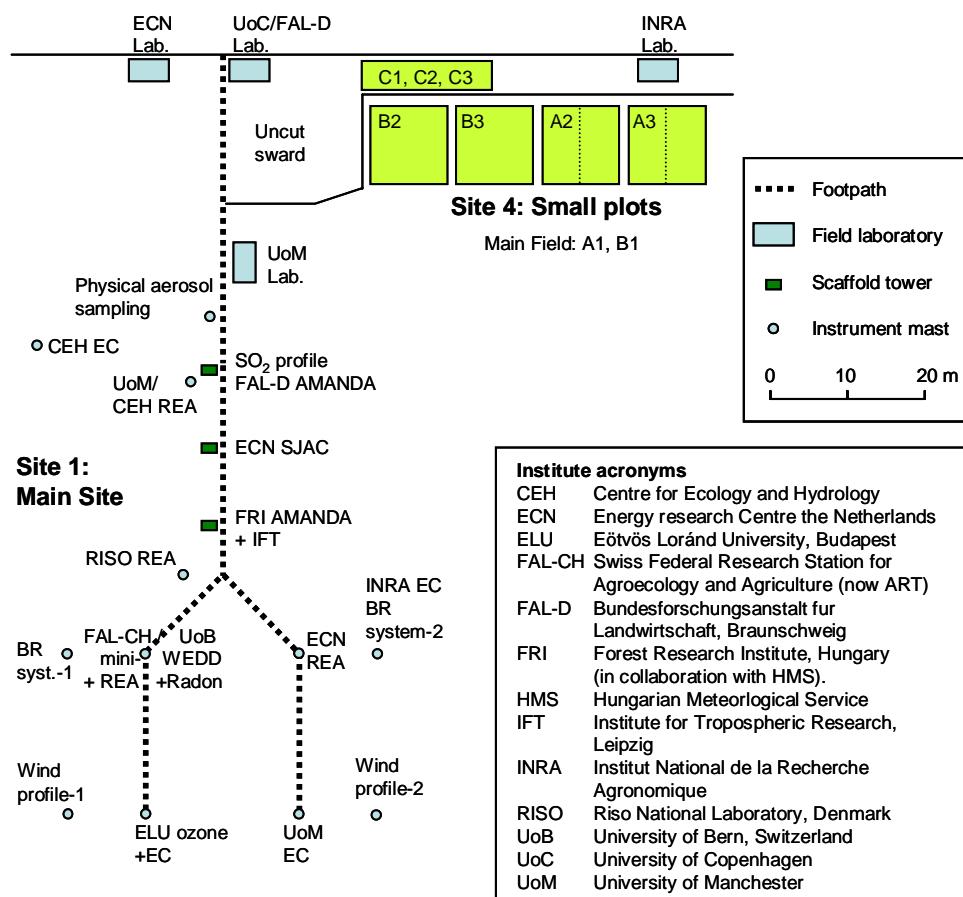 ECN
Lab.
UoC/FAL-D
Lab.
INRA
Lab.
C1, C2, C3
Uncut
sward
B2
B3
A2
A3
Site 4: Small plots
Main Field: A1, B1
UoM
Lab.
Physical aerosol
sampling
CEH EC
SO2 profile
FAL-D AMANDA
UoM/
CEH REA
ECN SJAC
Site 1:
Main Site
FRI AMANDA
+ IFT
RISO REA
INRA EC
BR
system-2
BR
syst.-1
FAL-CH
mini-
+ REA
UoB
WEDD
+Radon
ECN
REA
Wind
profile-1
Wind
profile-2
ELU ozone
+EC
UoM
EC
Footpath
Field laboratory
Scaffold tower
Instrument mast
0 10 20 m
Institute acronyms
CEH Centre for Ecology and Hydrology
ECN Energy research Centre the Netherlands
ELU Eötvös Loránd University, Budapest
FAL-CH Swiss Federal Research Station for
Agroecology and Agriculture (now ART)
FAL-D Bundesforschungsanstalt fur
Landwirtschaft, Braunschweig
FRI Forest Research Institute, Hungary
(in collaboration with HMS).
HMS Hungarian Meteorlogical Service
IFT Institute for Tropospheric Research,
Leipzig
INRA Institut National de la Recherche
Agronomique
RISO Riso National Laboratory, Denmark
UoB University of Bern, Switzerland
UoC University of Copenhagen
UoM University of Manchester